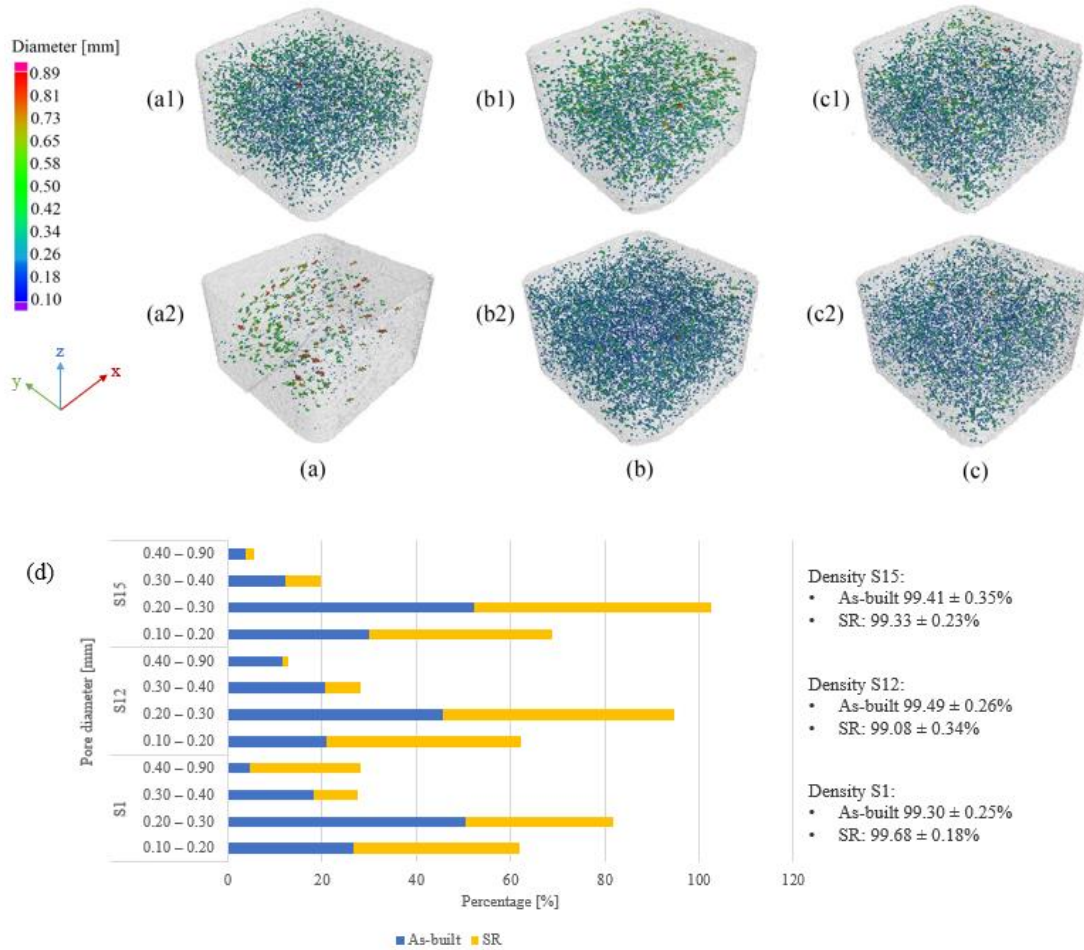 Diameter [mm]
0.89
0.81
0.73
0.65
0.58
0.50
0.42
0.34
0.26
0.18
0.10
z
y
x
(a1)
(b1)
(c1)
(a2)
(b2)
(c2)
(a)
(b)
(c)
(d)
Pore diameter [mm]
S15
0.40 – 0.90
0.30 – 0.40
0.20 – 0.30
0.10 – 0.20
S12
0.40 – 0.90
0.30 – 0.40
0.20 – 0.30
0.10 – 0.20
S1
0.40 – 0.90
0.30 – 0.40
0.20 – 0.30
0.10 – 0.20
0 20 40 60 80 100 120
Percentage [%]
As-built SR
Density S15:
• As-built 99.41 ± 0.35%
• SR: 99.33 ± 0.23%
Density S12:
• As-built 99.49 ± 0.26%
• SR: 99.08 ± 0.34%
Density S1:
• As-built 99.30 ± 0.25%
• SR: 99.68 ± 0.18%